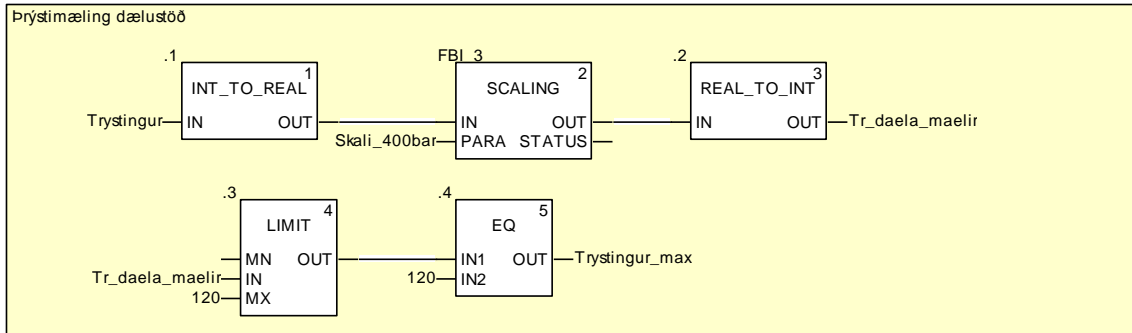 Þrýstimæling dælustöð
.1 FBI_3 .2
1 2 3
INT_TO_REAL SCALING REAL_TO_INT
Trystingur IN OUT IN OUT IN OUT Tr_daela_maelir
Skali_400bar PARA STATUS
.3 .4
4 5
LIMIT EQ
MN OUT IN1 OUT Trystingur_max
Tr_daela_maelir IN 120 IN2
120 MX